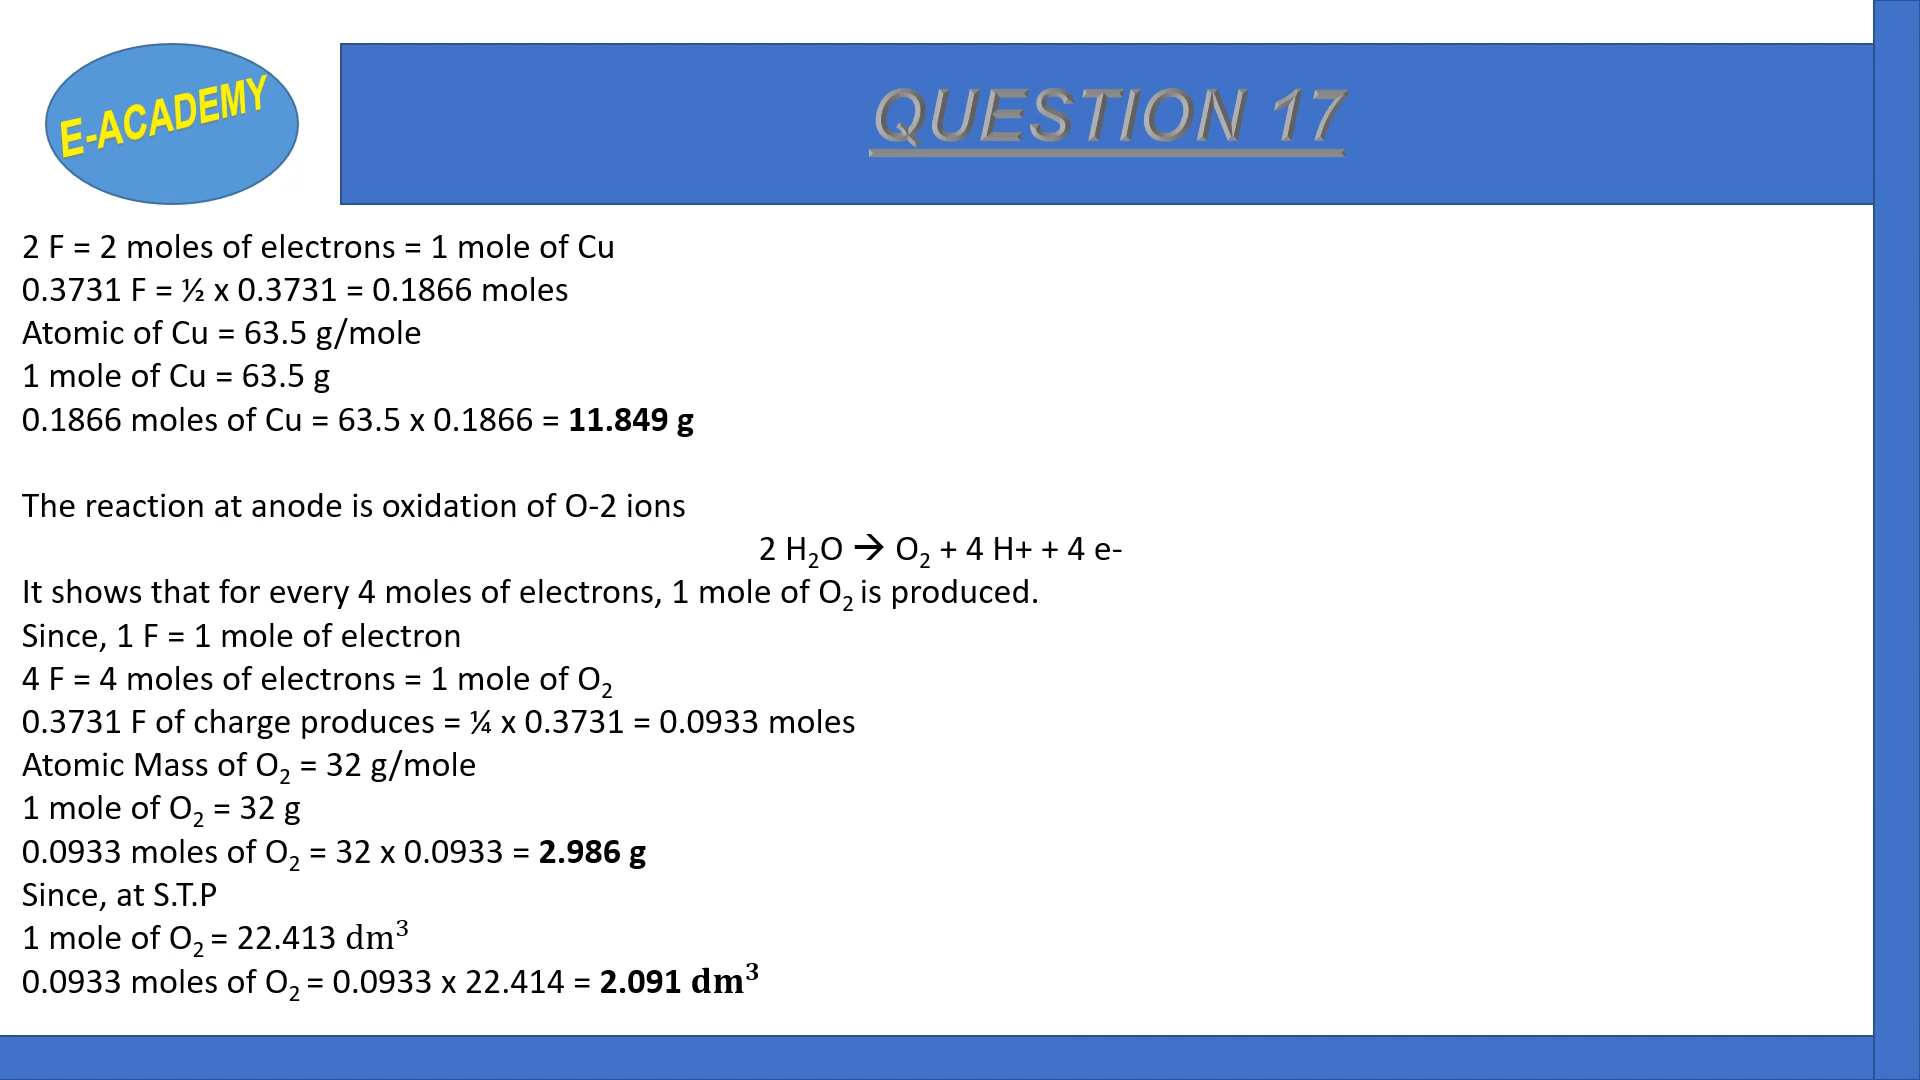 E-ACADEMY
QUESTION 17
2 F = 2 moles of electrons = 1 mole of Cu
0.3731 F = ½ x 0.3731 = 0.1866 moles
Atomic of Cu = 63.5 g/mole
1 mole of Cu = 63.5 g
0.1866 moles of Cu = 63.5 x 0.1866 = 11.849 g
The reaction at anode is oxidation of O-2 ions
2 H₂O → O₂ + 4 H+ + 4 e-
It shows that for every 4 moles of electrons, 1 mole of O₂ is produced.
Since, 1 F = 1 mole of electron
4 F = 4 moles of electrons = 1 mole of O₂
0.3731 F of charge produces = ¼ x 0.3731 = 0.0933 moles
Atomic Mass of O₂ = 32 g/mole
1 mole of O₂ = 32 g
0.0933 moles of O₂ = 32 x 0.0933 = 2.986 g
Since, at S.T.P
1 mole of O₂ = 22.413 dm³
0.0933 moles of O₂ = 0.0933 x 22.414 = 2.091 dm³